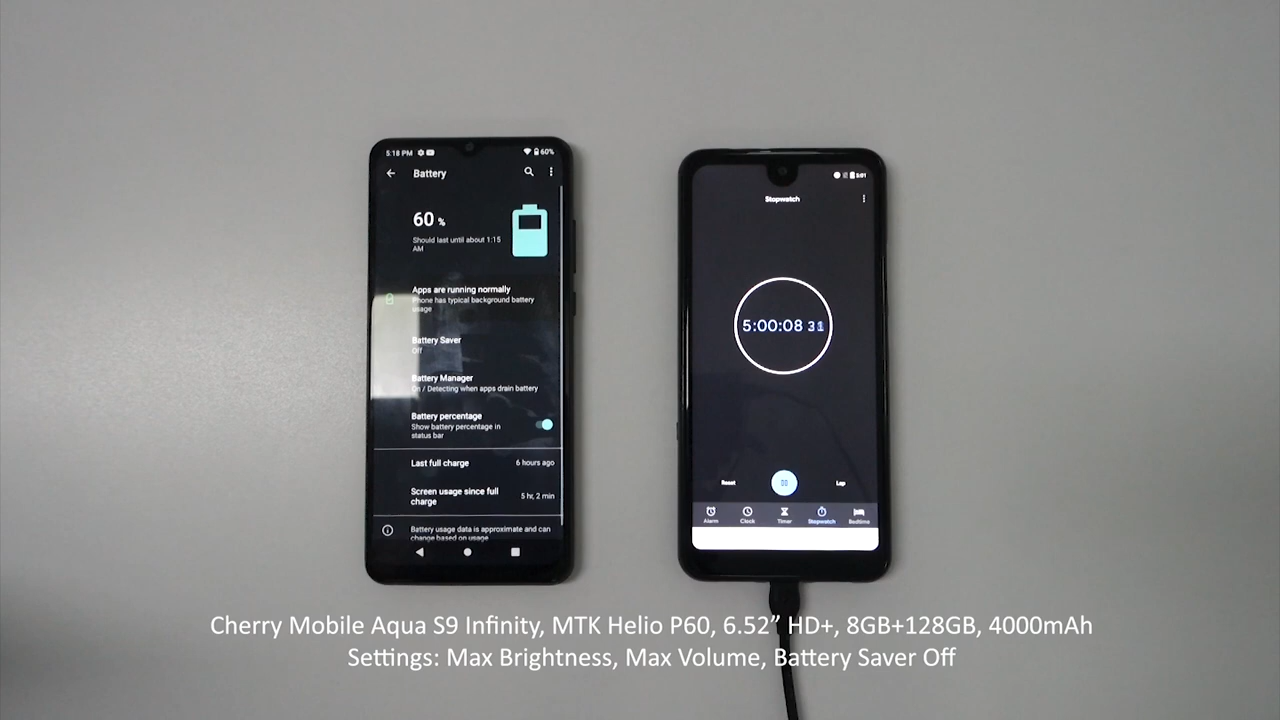 5:18 PM 60%
Battery
60 %
Should last until about 1:15
AM
Apps are running normally
Phone has typical background battery
usage
Battery Saver
Off
Battery Manager
On / Detecting when apps drain battery
Battery percentage
Show battery percentage in
status bar
Last full charge 6 hours ago
Screen usage since full
charge 5 hr, 2 min
Battery usage data is approximate and can
change based on usage
5:01
Stopwatch
5:00:08 31
Reset Lap
Alarm Clock Timer Stopwatch Bedtime
Cherry Mobile Aqua S9 Infinity, MTK Helio P60, 6.52” HD+, 8GB+128GB, 4000mAh
Settings: Max Brightness, Max Volume, Battery Saver Off